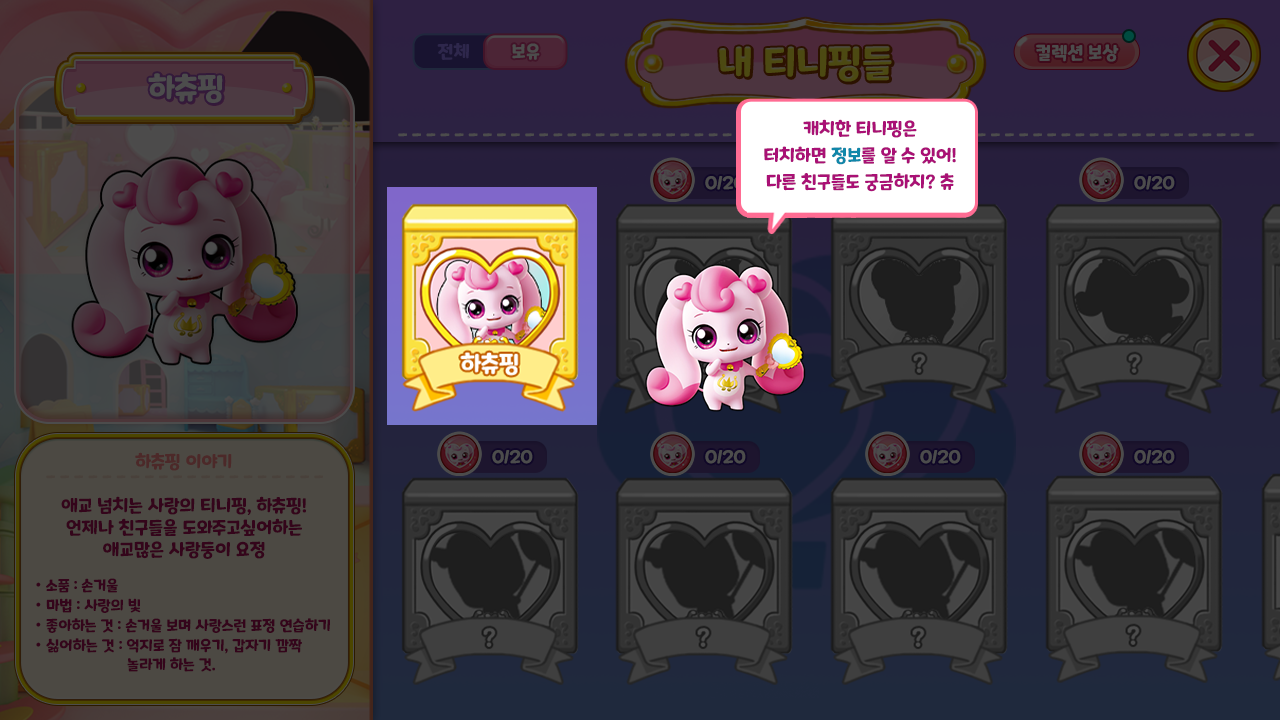 하츄핑
하츄핑 이야기
애교 넘치는 사랑의 티니핑, 하츄핑!
언제나 친구들을 도와주고싶어하는
애교많은 사랑둥이 요정
• 소품 : 손거울
• 마법 : 사랑의 빛
• 좋아하는 것 : 손거울 보며 사랑스런 표정 연습하기
• 싫어하는 것 : 억지로 잠 깨우기, 갑자기 깜짝
놀라게 하는 것.
전체
보유
내 티니핑들
컬렉션 보상
캐치한 티니핑은
터치하면 정보를 알 수 있어!
다른 친구들도 궁금하지? 츄
0/20
하츄핑
?
?
0/20
0/20
0/20
0/20
?
?
?
?